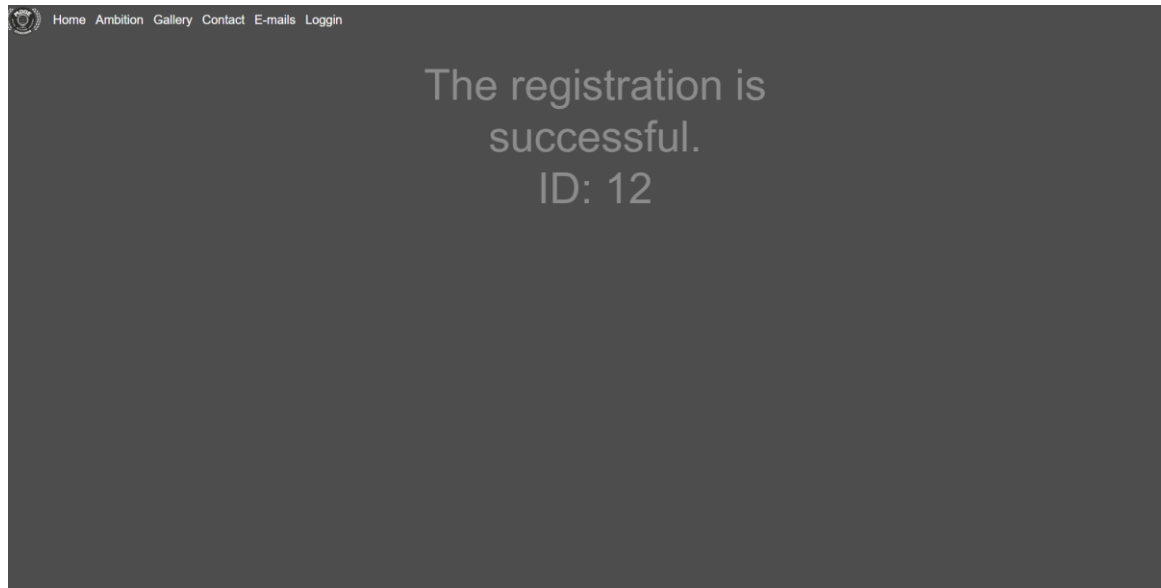 Home Ambition Gallery Contact E-mails Loggin
The registration is
successful.
ID: 12